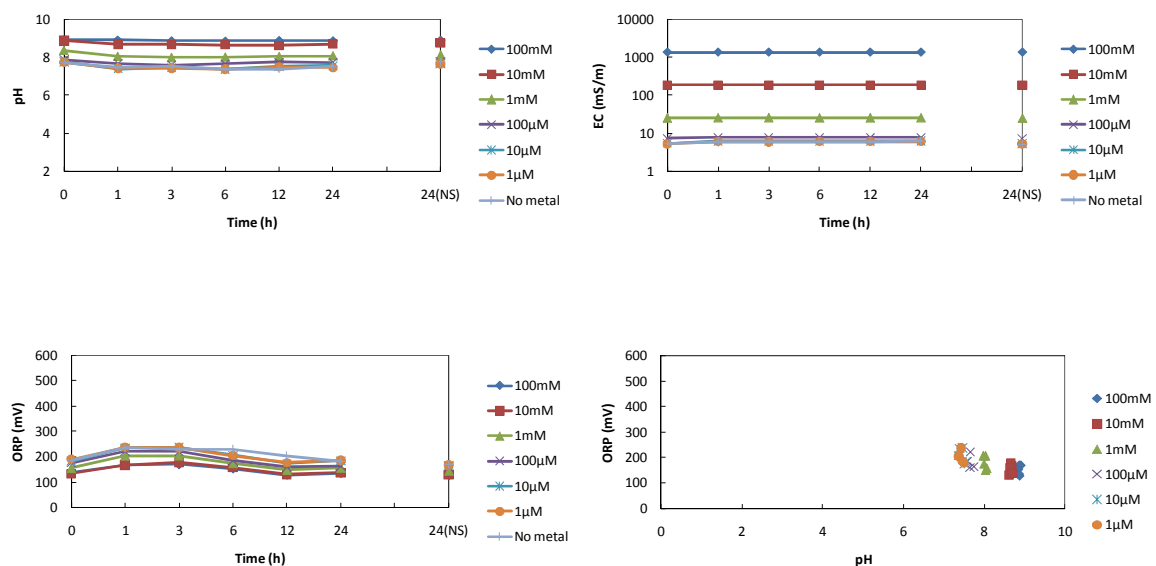 10
8
6
4
2
pH
0 1 3 6 12 24 24(NS)
Time (h)
100mM
10mM
1mM
100μM
10μM
1μM
No metal
10000
1000
100
10
1
EC (mS/m)
0 1 3 6 12 24 24(NS)
Time (h)
100mM
10mM
1mM
100μM
10μM
1μM
No metal
600
500
400
300
200
100
0
ORP (mV)
0 1 3 6 12 24 24(NS)
Time (h)
100mM
10mM
1mM
100μM
10μM
1μM
No metal
600
500
400
300
200
100
0
ORP (mV)
0 2 4 6 8 10
pH
100mM
10mM
1mM
100μM
10μM
1μM